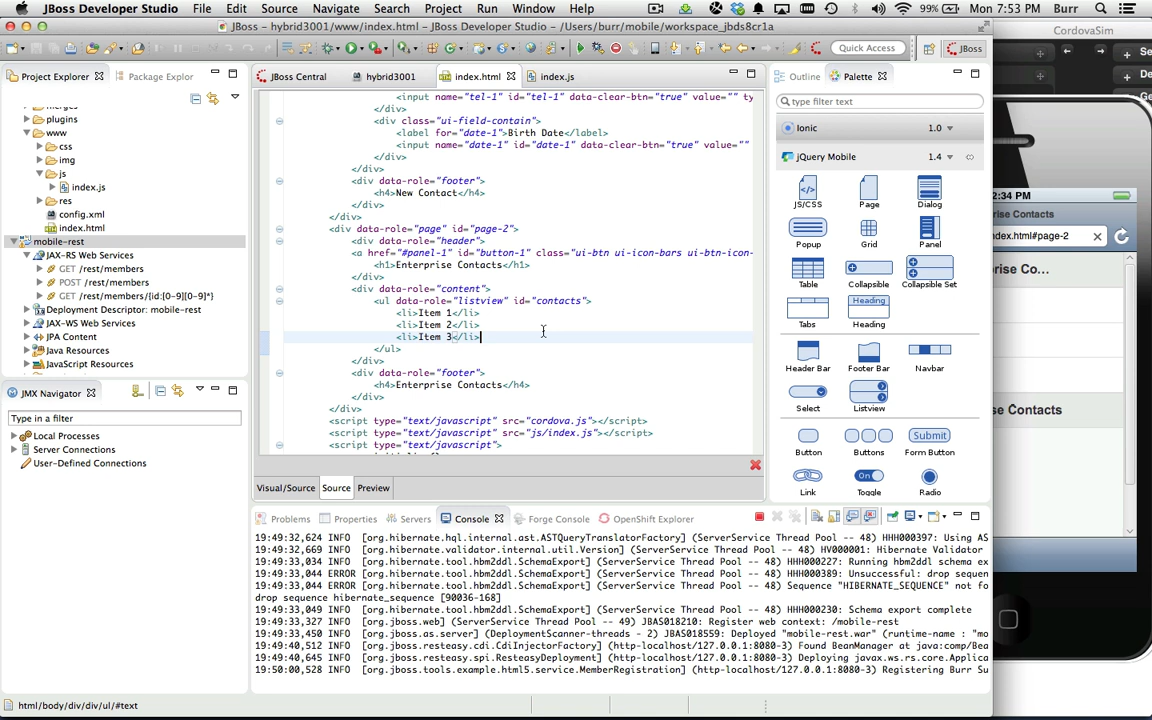 JBoss Developer Studio File Edit Source Navigate Search Project Run Window Help 99% Mon 7:53 PM Burr
JBoss – hybrid3001/www/index.html – JBoss Developer Studio – /Users/burr/mobile/workspace_jbds8cr1a
CordovaSim
Quick Access JBoss
Project Explorer Package Explor
JBoss Central hybrid3001 index.html index.js
Outline Palette
merges
plugins
www
css
img
js
index.js
res
config.xml
index.html
mobile-rest
JAX-RS Web Services
GET /rest/members
POST /rest/members
GET /rest/members/{id:[0-9][0-9]*}
Deployment Descriptor: mobile-rest
JAX-WS Web Services
JPA Content
Java Resources
JavaScript Resources
<input name="tel-1" id="tel-1" data-clear-btn="true" value="" ty
</div>
<div class="ui-field-contain">
<label for="date-1">Birth Date</label>
<input name="date-1" id="date-1" data-clear-btn="true" value=""
</div>
</div>
<div data-role="footer">
<h4>New Contact</h4>
</div>
</div>
<div data-role="page" id="page-2">
<div data-role="header">
<a href="#panel-1" id="button-1" class="ui-btn ui-icon-bars ui-btn-icon-
<h1>Enterprise Contacts</h1>
</div>
<div data-role="content">
<ul data-role="listview" id="contacts">
<li>Item 1</li>
<li>Item 2</li>
<li>Item 3</li>
</ul>
</div>
<div data-role="footer">
<h4>Enterprise Contacts</h4>
</div>
</div>
<script type="text/javascript" src="cordova.js"></script>
<script type="text/javascript" src="js/index.js"></script>
<script type="text/javascript">
Visual/Source Source Preview
type filter text
Ionic 1.0
jQuery Mobile 1.4
JS/CSS Page Dialog
Popup Grid Panel
Table Collapsible Collapsible Set
Heading
Tabs Heading
Header Bar Footer Bar Navbar
Select Listview
Submit
Button Buttons Form Button
On
Link Toggle Radio
2:34 PM
rise Contacts
ndex.html#page-2
rise Co...
se Contacts
JMX Navigator
Type in a filter
Local Processes
Server Connections
User-Defined Connections
Problems Properties Servers Console Forge Console OpenShift Explorer
19:49:32,624 INFO [org.hibernate.hql.internal.ast.ASTQueryTranslatorFactory] (ServerService Thread Pool -- 48) HHH000397: Using AS
19:49:32,669 INFO [org.hibernate.validator.internal.util.Version] (ServerService Thread Pool -- 48) HV000001: Hibernate Validator
19:49:33,034 INFO [org.hibernate.tool.hbm2ddl.SchemaExport] (ServerService Thread Pool -- 48) HHH000227: Running hbm2ddl schema ex
19:49:33,044 ERROR [org.hibernate.tool.hbm2ddl.SchemaExport] (ServerService Thread Pool -- 48) HHH000389: Unsuccessful: drop sequen
19:49:33,044 ERROR [org.hibernate.tool.hbm2ddl.SchemaExport] (ServerService Thread Pool -- 48) Sequence "HIBERNATE_SEQUENCE" not fo
drop sequence hibernate_sequence [90036-168]
19:49:33,049 INFO [org.hibernate.tool.hbm2ddl.SchemaExport] (ServerService Thread Pool -- 48) HHH000230: Schema export complete
19:49:33,327 INFO [org.jboss.web] (ServerService Thread Pool -- 49) JBAS018210: Register web context: /mobile-rest
19:49:33,450 INFO [org.jboss.as.server] (DeploymentScanner-threads - 2) JBAS018559: Deployed "mobile-rest.war" (runtime-name : "mo
19:49:40,512 INFO [org.jboss.resteasy.cdi.CdiInjectorFactory] (http-localhost/127.0.0.1:8080-3) Found BeanManager at java:comp/Bea
19:49:40,645 INFO [org.jboss.resteasy.spi.ResteasyDeployment] (http-localhost/127.0.0.1:8080-3) Deploying javax.ws.rs.core.Applica
19:50:00,528 INFO [org.jboss.tools.example.html5.service.MemberRegistration] (http-localhost/127.0.0.1:8080-3) Registering Burr Su
html/body/div/div/ul/#text